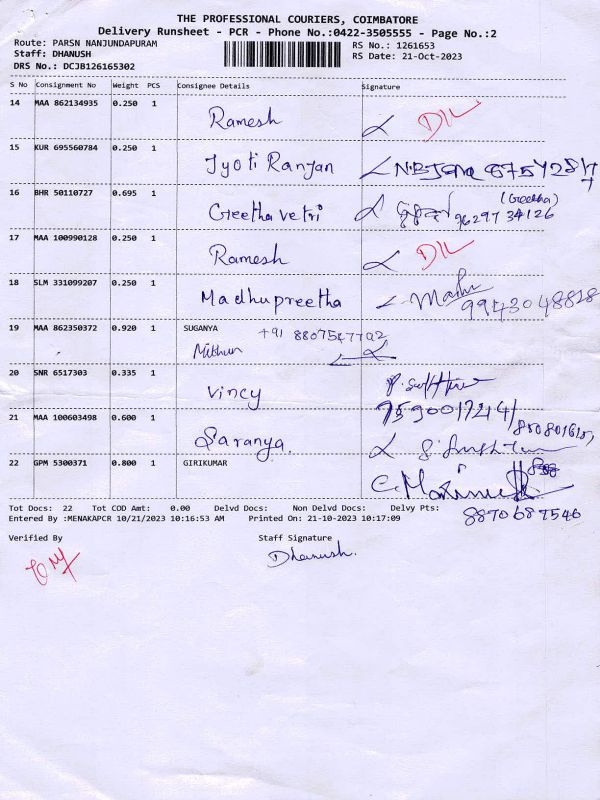 THE PROFESSIONAL COURIERS, COIMBATORE
Delivery Runsheet - PCR - Phone No.:0422-3505555 - Page No.:2
Route: PARSN NANJUNDAPURAM RS No.: 1261653
Staff: DHANUSH RS Date: 21-Oct-2023
DRS No.: DCJB126165302
S No Consignment No Weight PCS Consignee Details Signature
14 MAA 862134935 0.250 1
Ramesh
15 KUR 695560784 0.250 1
Jyoti Ranjan
16 BHR 50110727 0.695 1 (Geetha)
Geethavetri 9629734126
17 MAA 100990128 0.250 1
Ramesh
18 SLM 331099207 0.250 1
Madhupreetha 9943048828
19 MAA 862350372 0.920 1 SUGANYA +91 8807547702
Mithun
20 SNR 6517303 0.335 1
Vincy
21 MAA 100603498 0.600 1
Saranya.
22 GPM 5300371 0.800 1 GIRIKUMAR
Tot Docs: 22 Tot COD Amt: 0.00 Delvd Docs: Non Delvd Docs: Delvy Pts:
Entered By :MENAKAPCR 10/21/2023 10:16:53 AM Printed On: 21-10-2023 10:17:09 8870687546
Verified By Staff Signature
Dhanush.